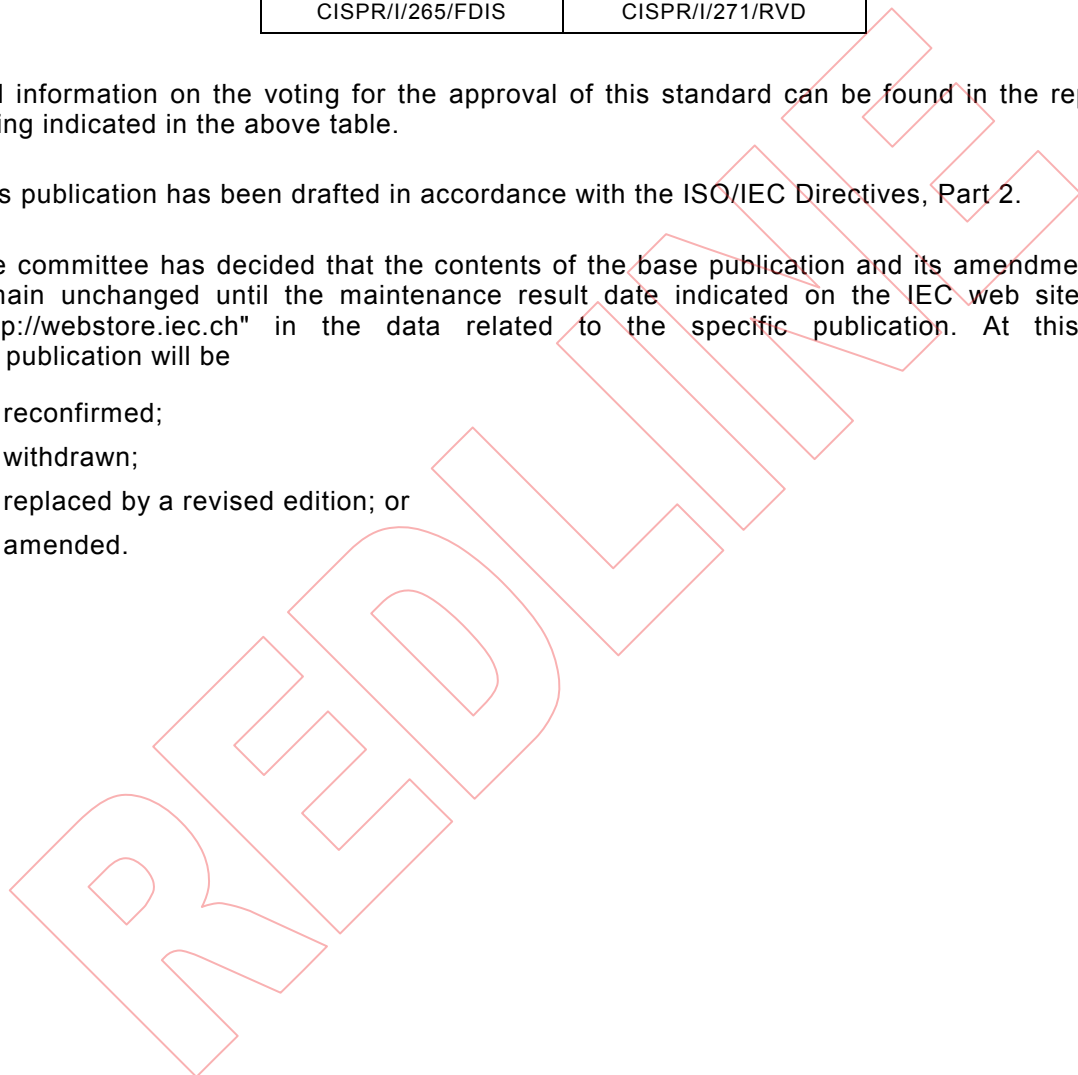 CISPR/I/265/FDIS CISPR/I/271/RVD
l information on the voting for the approval of this standard can be found in the rep
ing indicated in the above table.
s publication has been drafted in accordance with the ISO/IEC Directives, Part 2.
e committee has decided that the contents of the base publication and its amendme
main unchanged until the maintenance result date indicated on the IEC web site
p://webstore.iec.ch" in the data related to the specific publication. At this
publication will be
reconfirmed;
withdrawn;
replaced by a revised edition; or
amended.
REDLINE